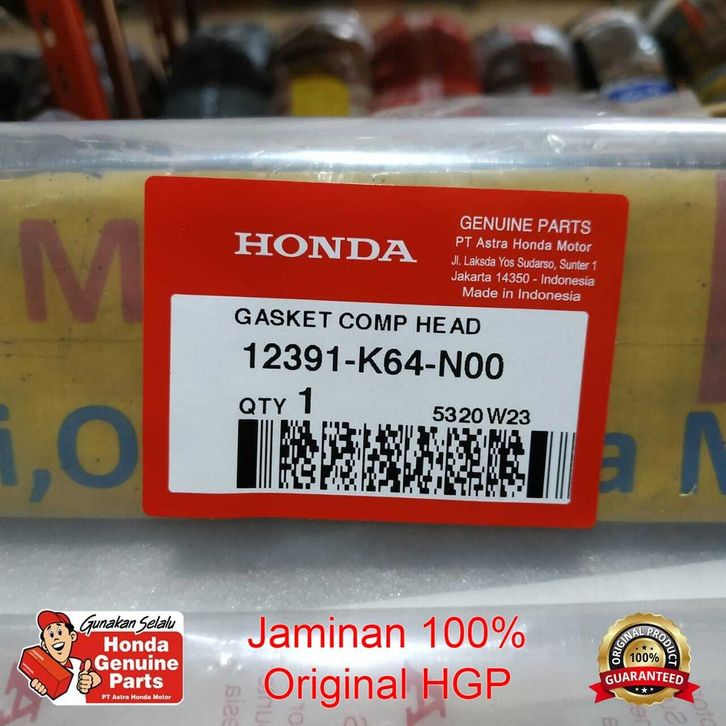 HONDA
GENUINE PARTS
PT Astra Honda Motor
Jl. Laksda Yos Sudarso, Sunter 1
Jakarta 14350 - Indonesia
Made in Indonesia
GASKET COMP HEAD
12391-K64-N00
QTY 1
5320 W23
Gunakan Selalu
Honda
Genuine
Parts
PT Astra Honda Motor
Jaminan 100%
Original HGP
ORIGINAL PRODUCT
100%
GUARANTEED